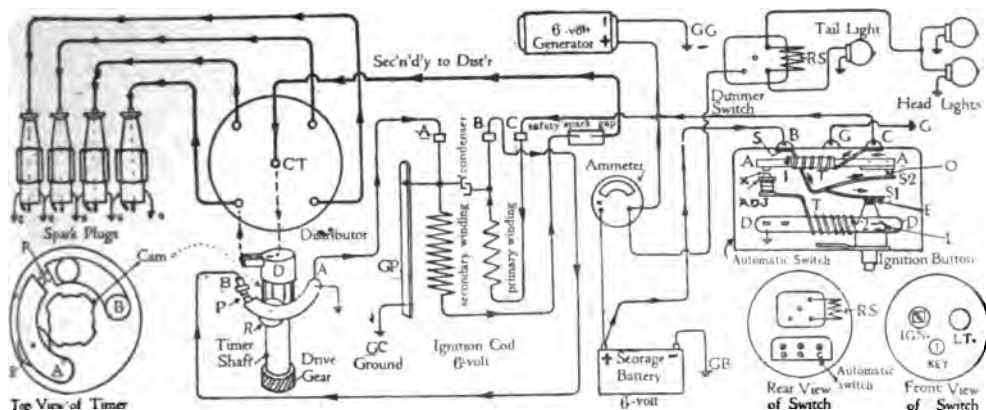 6-volt
Generator
GG
Tail Light
RS
Dimmer
Switch
Head Lights
Sec'n'd'y to Dist'r
A
B
C
safety spark gap
condenser
CT
Ammeter
S
B
G
C
G
A
A
O
S2
S1
ADJ
T
E
D
2
D
I
Automatic Switch
Ignition Button
Spark Plugs
Distributor
R
Cam
B
A
D
A
B
P
R
Timer
Shaft
Drive
Gear
Top View of Timer
GP
GC
Ground
secondary winding
primary winding
Ignition Coil
6-volt
+ Storage -
Battery
6-volt
GB
RS
Automatic
switch
Rear View
of Switch
IGN.
LT.
KEY
Front View
of Switch